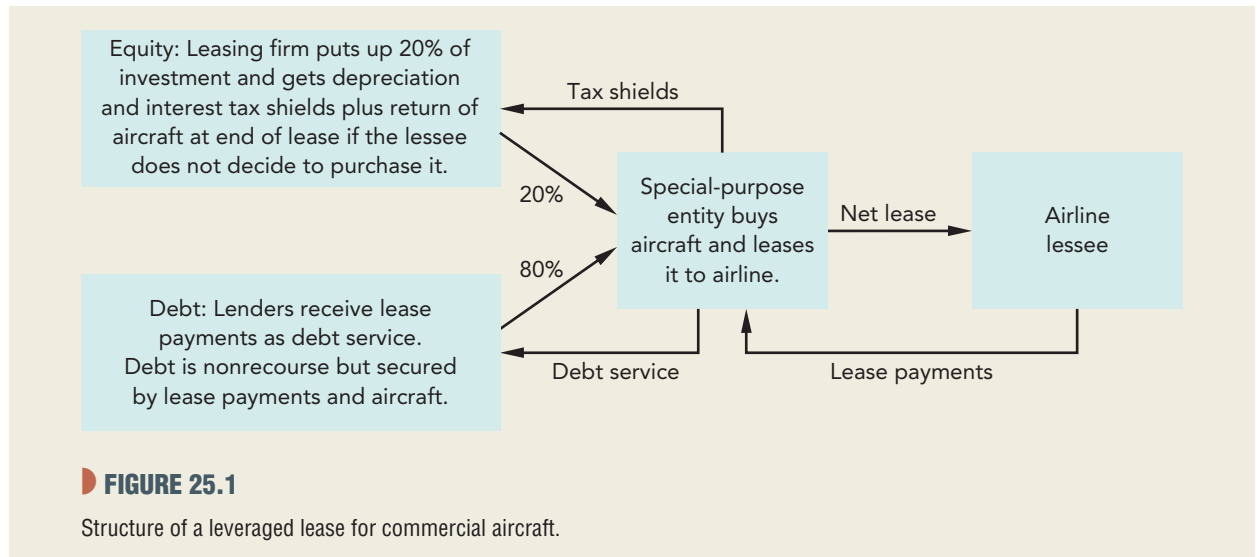 Equity: Leasing firm puts up 20% of
investment and gets depreciation
and interest tax shields plus return of
aircraft at end of lease if the lessee
does not decide to purchase it.
Tax shields
20%
Special-purpose
entity buys
aircraft and leases
it to airline.
Net lease
Airline
lessee
80%
Debt: Lenders receive lease
payments as debt service.
Debt is nonrecourse but secured
by lease payments and aircraft.
Debt service
Lease payments
FIGURE 25.1
Structure of a leveraged lease for commercial aircraft.